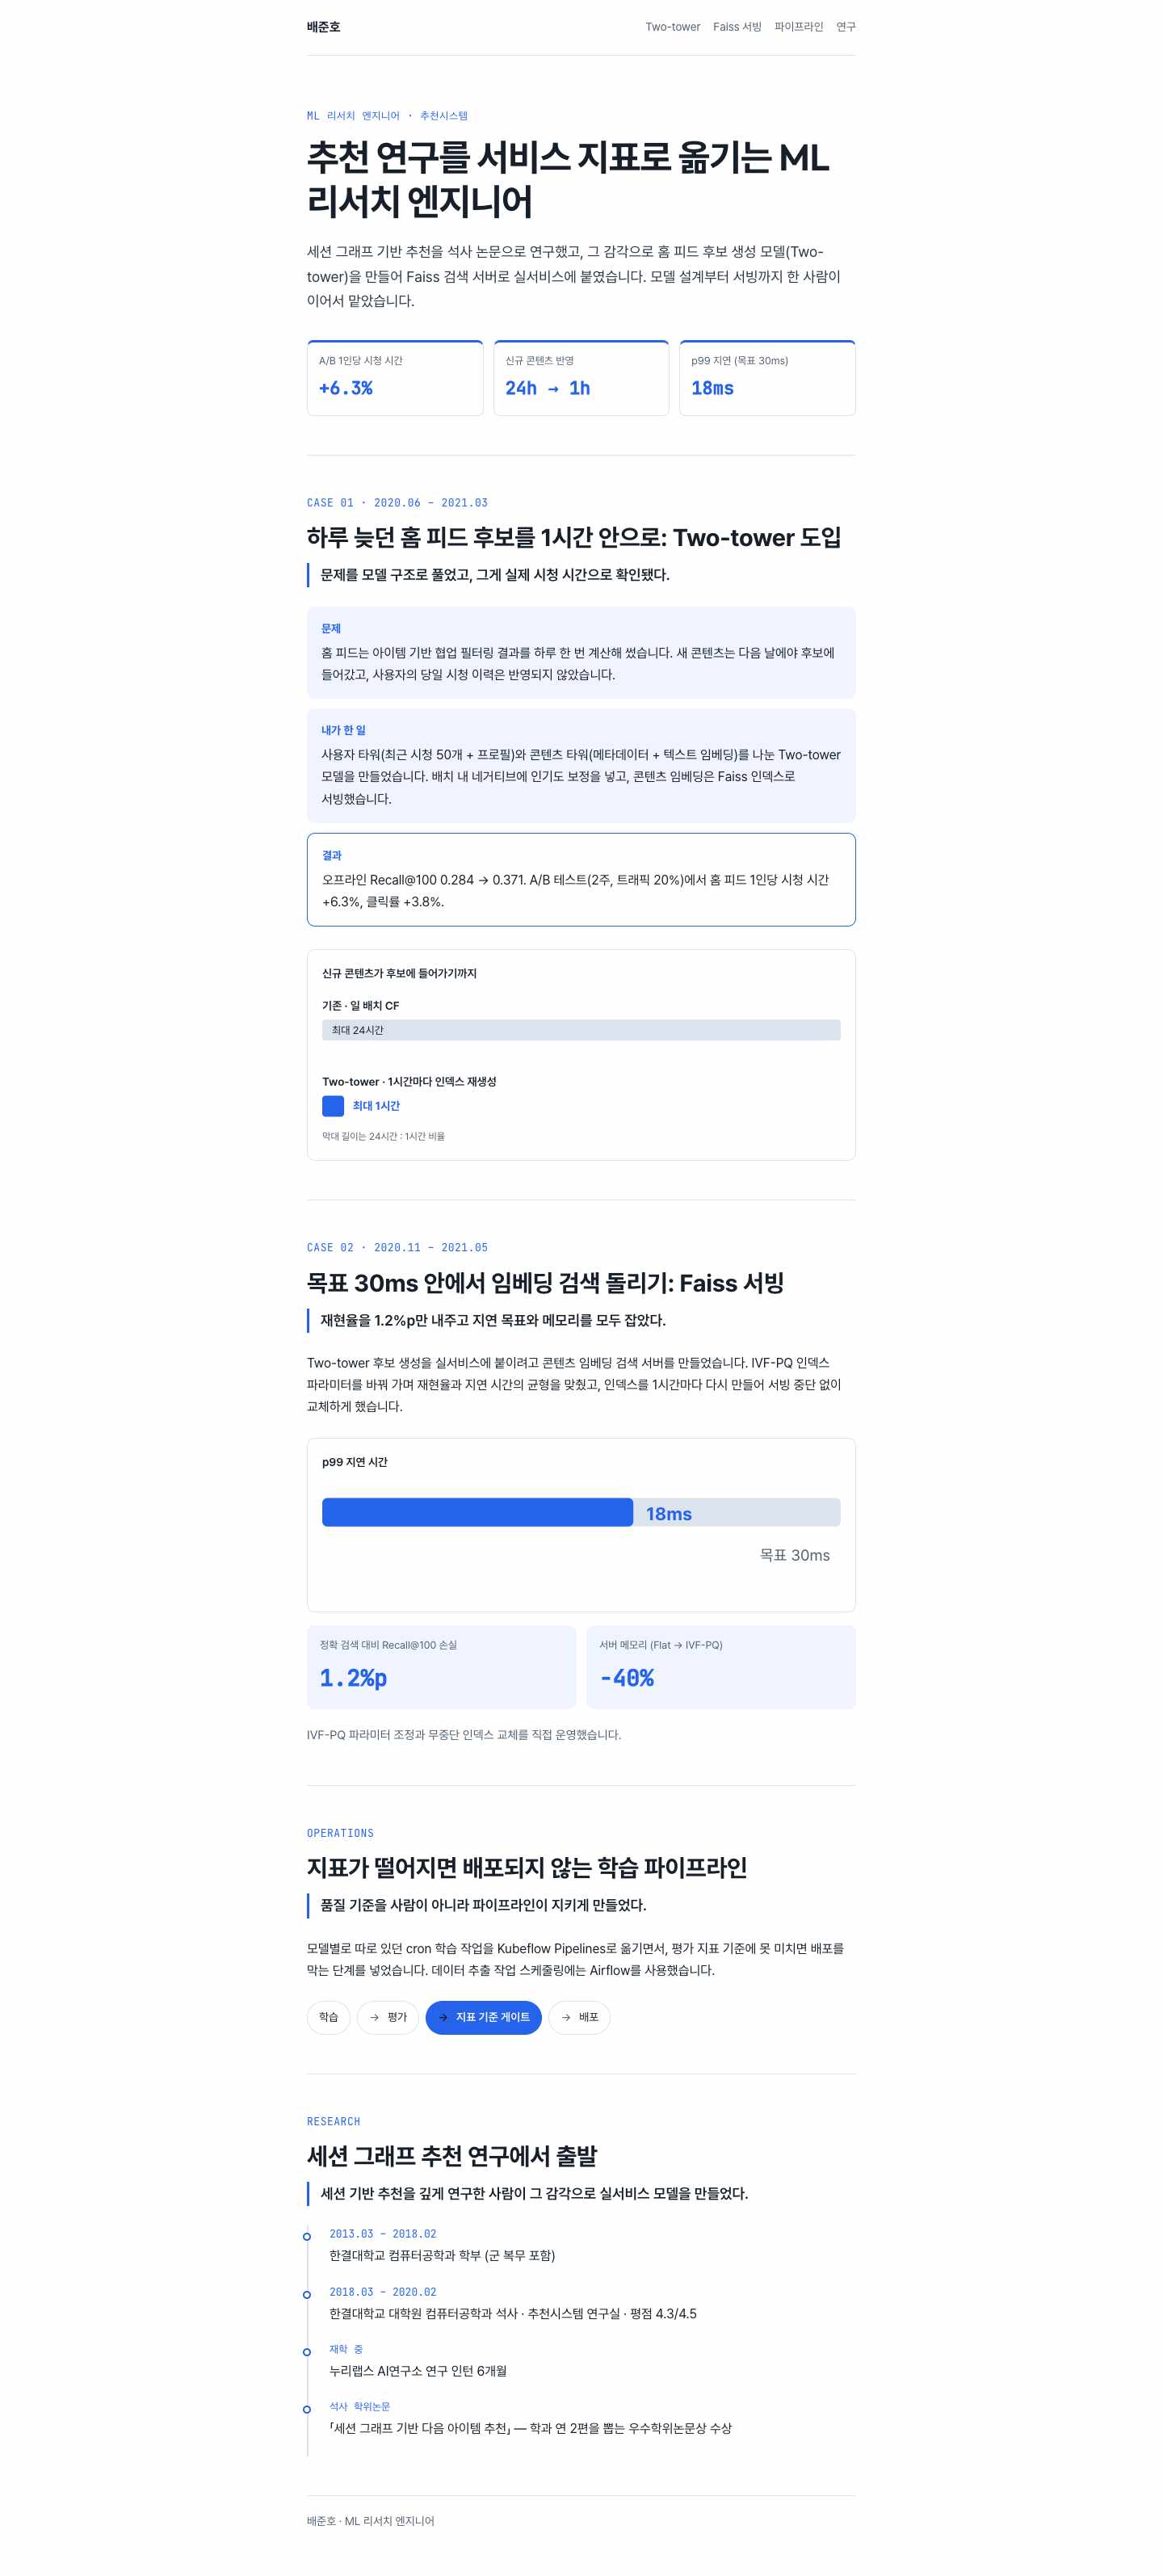 배준호
Two-tower Faiss 서빙 파이프라인 연구
ML 리서치 엔지니어 · 추천시스템
추천 연구를 서비스 지표로 옮기는 ML
리서치 엔지니어
세션 그래프 기반 추천을 석사 논문으로 연구했고, 그 감각으로 홈 피드 후보 생성 모델(Two-
tower)을 만들어 Faiss 검색 서버로 실서비스에 붙였습니다. 모델 설계부터 서빙까지 한 사람이
이어서 맡았습니다.
A/B 1인당 시청 시간
+6.3%
신규 콘텐츠 반영
24h → 1h
p99 지연 (목표 30ms)
18ms
CASE 01 · 2020.06 – 2021.03
하루 늦던 홈 피드 후보를 1시간 안으로: Two-tower 도입
문제를 모델 구조로 풀었고, 그게 실제 시청 시간으로 확인됐다.
문제
홈 피드는 아이템 기반 협업 필터링 결과를 하루 한 번 계산해 썼습니다. 새 콘텐츠는 다음 날에야 후보에
들어갔고, 사용자의 당일 시청 이력은 반영되지 않았습니다.
내가 한 일
사용자 타워(최근 시청 50개 + 프로필)와 콘텐츠 타워(메타데이터 + 텍스트 임베딩)를 나눈 Two-tower
모델을 만들었습니다. 배치 내 네거티브에 인기도 보정을 넣고, 콘텐츠 임베딩은 Faiss 인덱스로
서빙했습니다.
결과
오프라인 Recall@100 0.284 → 0.371. A/B 테스트(2주, 트래픽 20%)에서 홈 피드 1인당 시청 시간
+6.3%, 클릭률 +3.8%.
신규 콘텐츠가 후보에 들어가기까지
기존 · 일 배치 CF
최대 24시간
Two-tower · 1시간마다 인덱스 재생성
최대 1시간
막대 길이는 24시간 : 1시간 비율
CASE 02 · 2020.11 – 2021.05
목표 30ms 안에서 임베딩 검색 돌리기: Faiss 서빙
재현율을 1.2%p만 내주고 지연 목표와 메모리를 모두 잡았다.
Two-tower 후보 생성을 실서비스에 붙이려고 콘텐츠 임베딩 검색 서버를 만들었습니다. IVF-PQ 인덱스
파라미터를 바꿔 가며 재현율과 지연 시간의 균형을 맞췄고, 인덱스를 1시간마다 다시 만들어 서빙 중단 없이
교체하게 했습니다.
p99 지연 시간
18ms
목표 30ms
정확 검색 대비 Recall@100 손실
1.2%p
서버 메모리 (Flat → IVF-PQ)
-40%
IVF-PQ 파라미터 조정과 무중단 인덱스 교체를 직접 운영했습니다.
OPERATIONS
지표가 떨어지면 배포되지 않는 학습 파이프라인
품질 기준을 사람이 아니라 파이프라인이 지키게 만들었다.
모델별로 따로 있던 cron 학습 작업을 Kubeflow Pipelines로 옮기면서, 평가 지표 기준에 못 미치면 배포를
막는 단계를 넣었습니다. 데이터 추출 작업 스케줄링에는 Airflow를 사용했습니다.
학습 → 평가 → 지표 기준 게이트 → 배포
RESEARCH
세션 그래프 추천 연구에서 출발
세션 기반 추천을 깊게 연구한 사람이 그 감각으로 실서비스 모델을 만들었다.
2013.03 – 2018.02
한결대학교 컴퓨터공학과 학부 (군 복무 포함)
2018.03 – 2020.02
한결대학교 대학원 컴퓨터공학과 석사 · 추천시스템 연구실 · 평점 4.3/4.5
재학 중
누리랩스 AI연구소 연구 인턴 6개월
석사 학위논문
「세션 그래프 기반 다음 아이템 추천」 — 학과 연 2편을 뽑는 우수학위논문상 수상
배준호 · ML 리서치 엔지니어